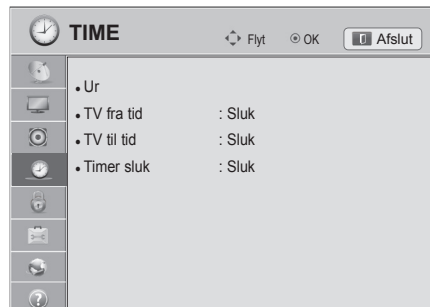 TIME Flyt OK Afslut
• Ur
• TV fra tid : Sluk
• TV til tid : Sluk
• Timer sluk : Sluk